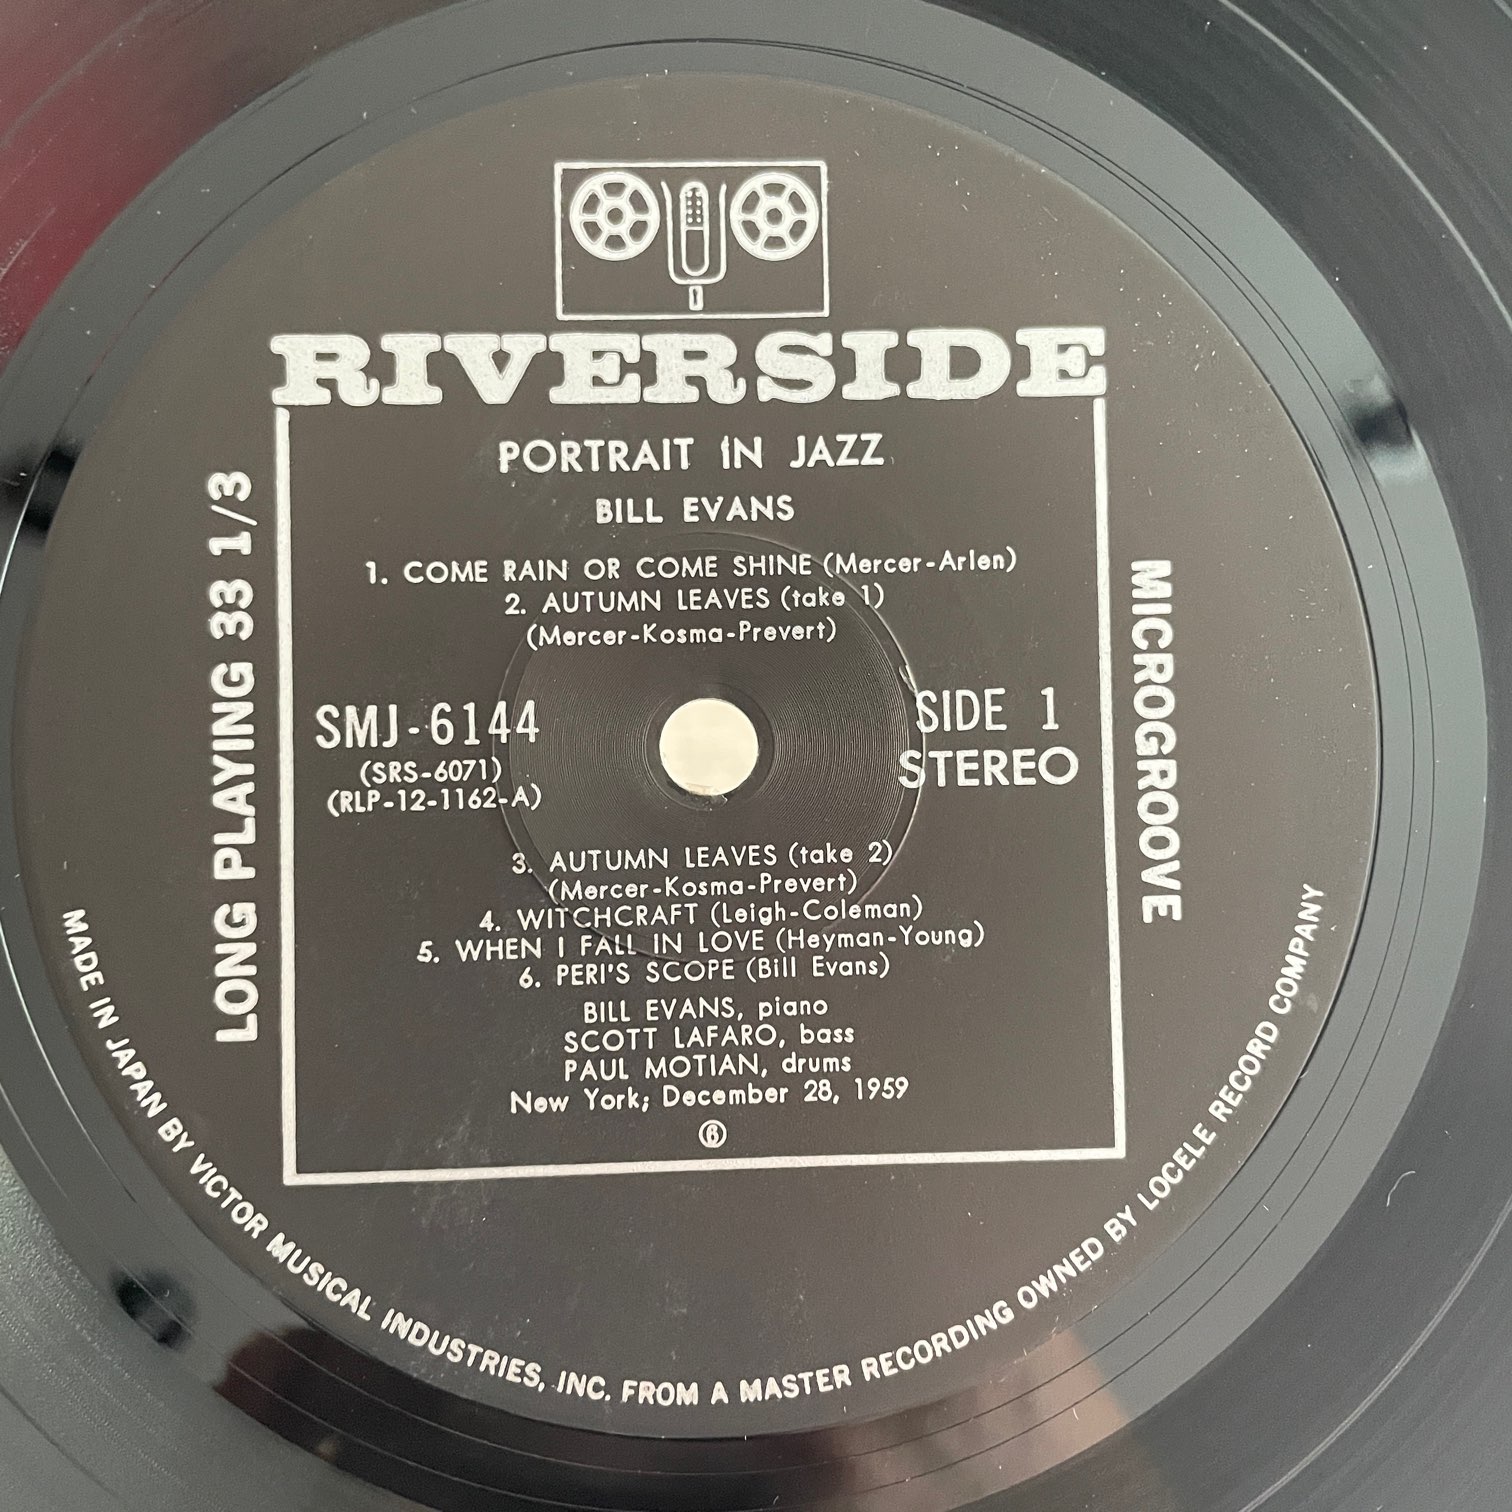 RIVERSIDE
PORTRAIT IN JAZZ
BILL EVANS
1. COME RAIN OR COME SHINE (Mercer-Arlen)
2. AUTUMN LEAVES (take 1)
(Mercer-Kosma-Prevert)
SMJ-6144
(SRS-6071)
(RLP-12-1162-A)
SIDE 1
STEREO
3. AUTUMN LEAVES (take 2)
(Mercer-Kosma-Prevert)
4. WITCHCRAFT (Leigh-Coleman)
5. WHEN I FALL IN LOVE (Heyman-Young)
6. PERI'S SCOPE (Bill Evans)
BILL EVANS, piano
SCOTT LAFARO, bass
PAUL MOTIAN, drums
New York; December 28, 1959
LONG PLAYING 33 1/3
MICROGROOVE
MADE IN JAPAN BY VICTOR MUSICAL INDUSTRIES, INC. FROM A MASTER RECORDING OWNED BY LOCELE RECORD COMPANY